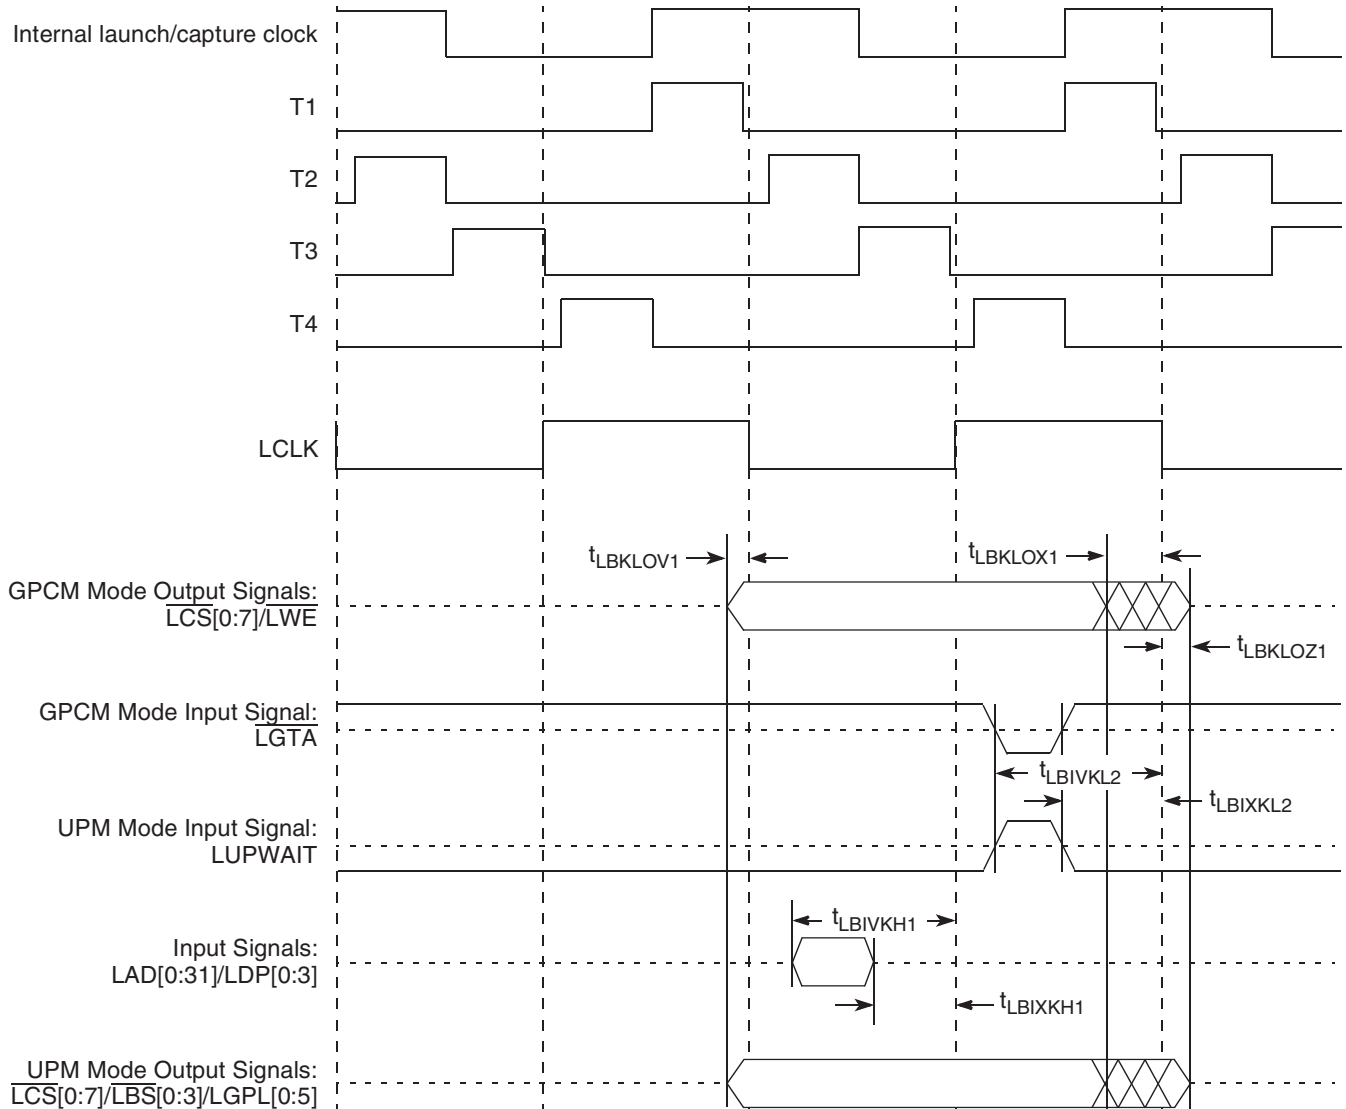 Internal launch/capture clock
T1
T2
T3
T4
LCLK
tLBKLOV1
tLBKLOX1
GPCM Mode Output Signals:
LCS[0:7]/LWE
tLBKLOZ1
GPCM Mode Input Signal:
LGTA
tLBIVKL2
tLBIXKL2
UPM Mode Input Signal:
LUPWAIT
tLBIVKH1
Input Signals:
LAD[0:31]/LDP[0:3]
tLBIXKH1
UPM Mode Output Signals:
LCS[0:7]/LBS[0:3]/LGPL[0:5]